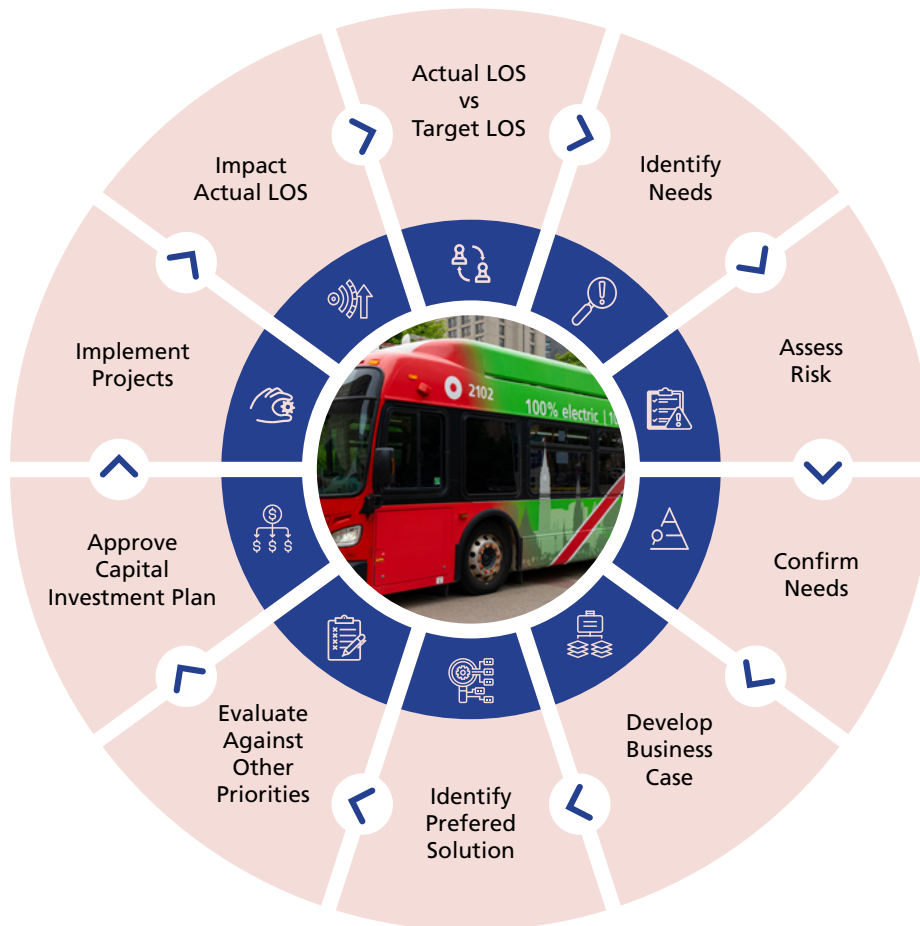 Actual LOS
vs
Target LOS
Identify
Needs
Assess
Risk
Confirm
Needs
Develop
Business
Case
Identify
Prefered
Solution
Evaluate
Against
Other
Priorities
Approve
Capital
Investment Plan
Implement
Projects
Impact
Actual LOS
2102
100% electric |